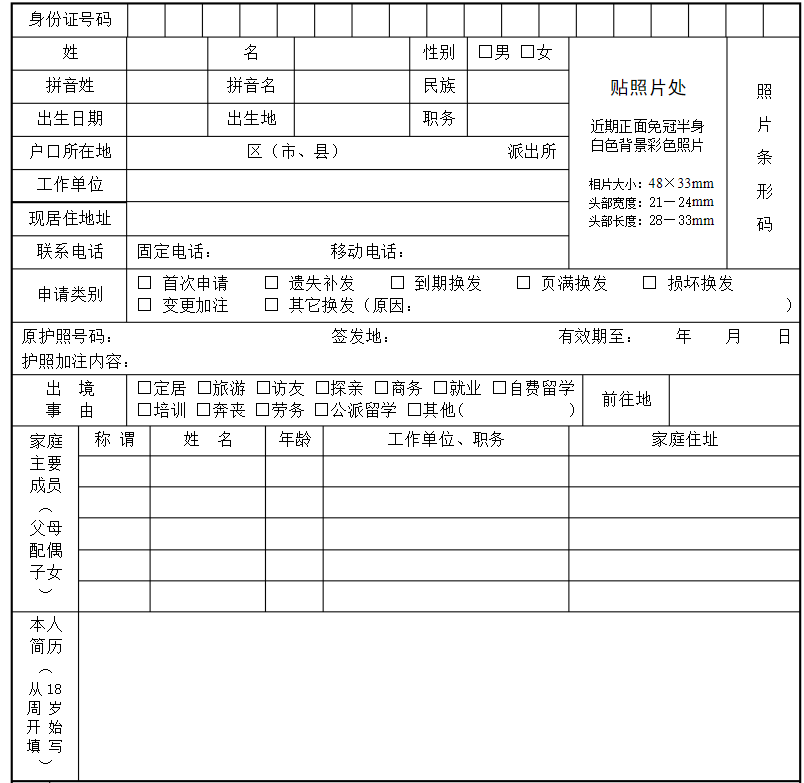 身份证号码
姓 名 性别 □男 □女
拼音姓 拼音名 民族
出生日期 出生地 职务
户口所在地 区（市、县） 派出所
工作单位
现居住地址
联系电话 固定电话： 移动电话：
贴照片处
近期正面免冠半身
白色背景彩色照片
相片大小：48×33mm
头部宽度：21－24mm
头部长度：28－33mm
照
片
条
形
码
申请类别 □ 首次申请 □ 遗失补发 □ 到期换发 □ 页满换发 □ 损坏换发
□ 变更加注 □ 其它换发（原因： ）
原护照号码： 签发地： 有效期至： 年 月 日
护照加注内容：
出 境 □定居 □旅游 □访友 □探亲 □商务 □就业 □自费留学
事 由 □培训 □奔丧 □劳务 □公派留学 □其他( )
前往地
家庭
主要
成员
（
父母
配偶
子女
）
称 谓 姓 名 年龄 工作单位、职务 家庭住址
本人
简历
（
从 18
周 岁
开 始
填 写
）